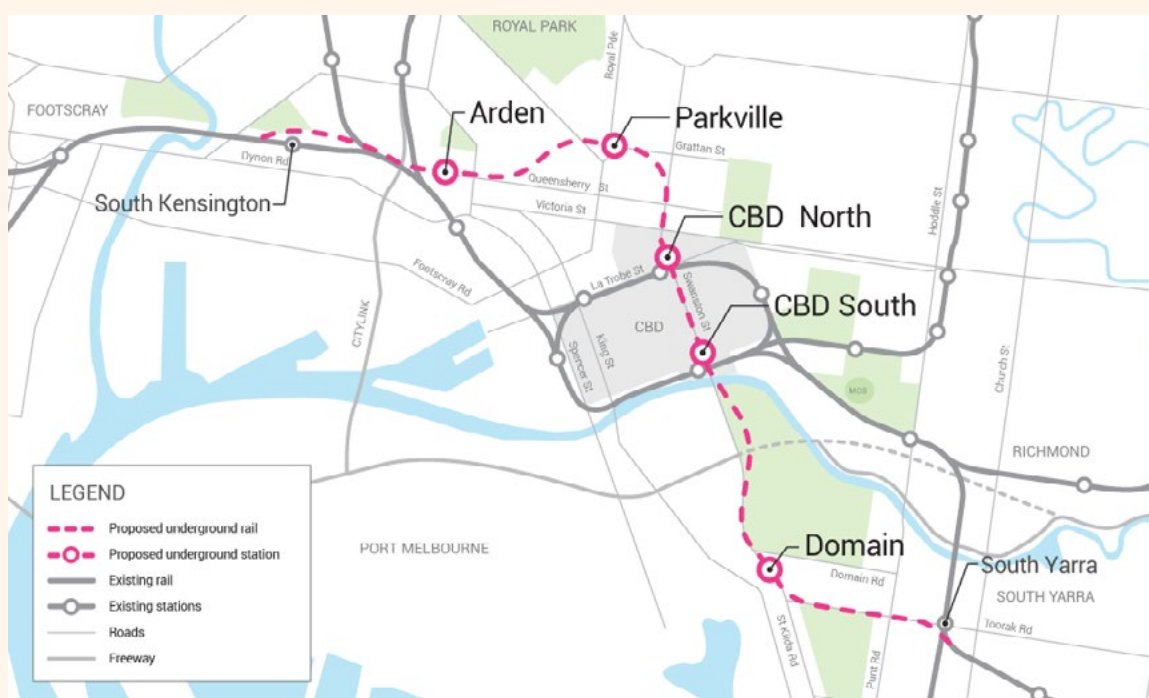 ROYAL PARK
Royal Pde
FOOTSCRAY
Arden
Parkville
Grattan St
Dynon Rd
Queensherry St
South Kensington
Victoria St
CBD North
Hoddle St
Footscray Rd
La Trobe St
Swanston St
CBD South
CITYLINK
CBD
King St
Spencer St
Church St
MCG
RICHMOND
LEGEND
Proposed underground rail
Proposed underground station
Existing rail
Existing stations
Roads
Freeway
PORT MELBOURNE
Domain
Domain Rd
South Yarra
SOUTH YARRA
Toorak Rd
St Kilda Rd
Punt Rd